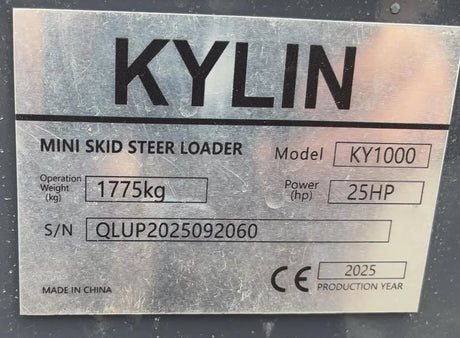 KYLIN
MINI SKID STEER LOADER Model KY1000
Operation Weight (kg) 1775kg Power (hp) 25HP
S/N QLUP2025092060
CE 2025
MADE IN CHINA PRODUCTION YEAR